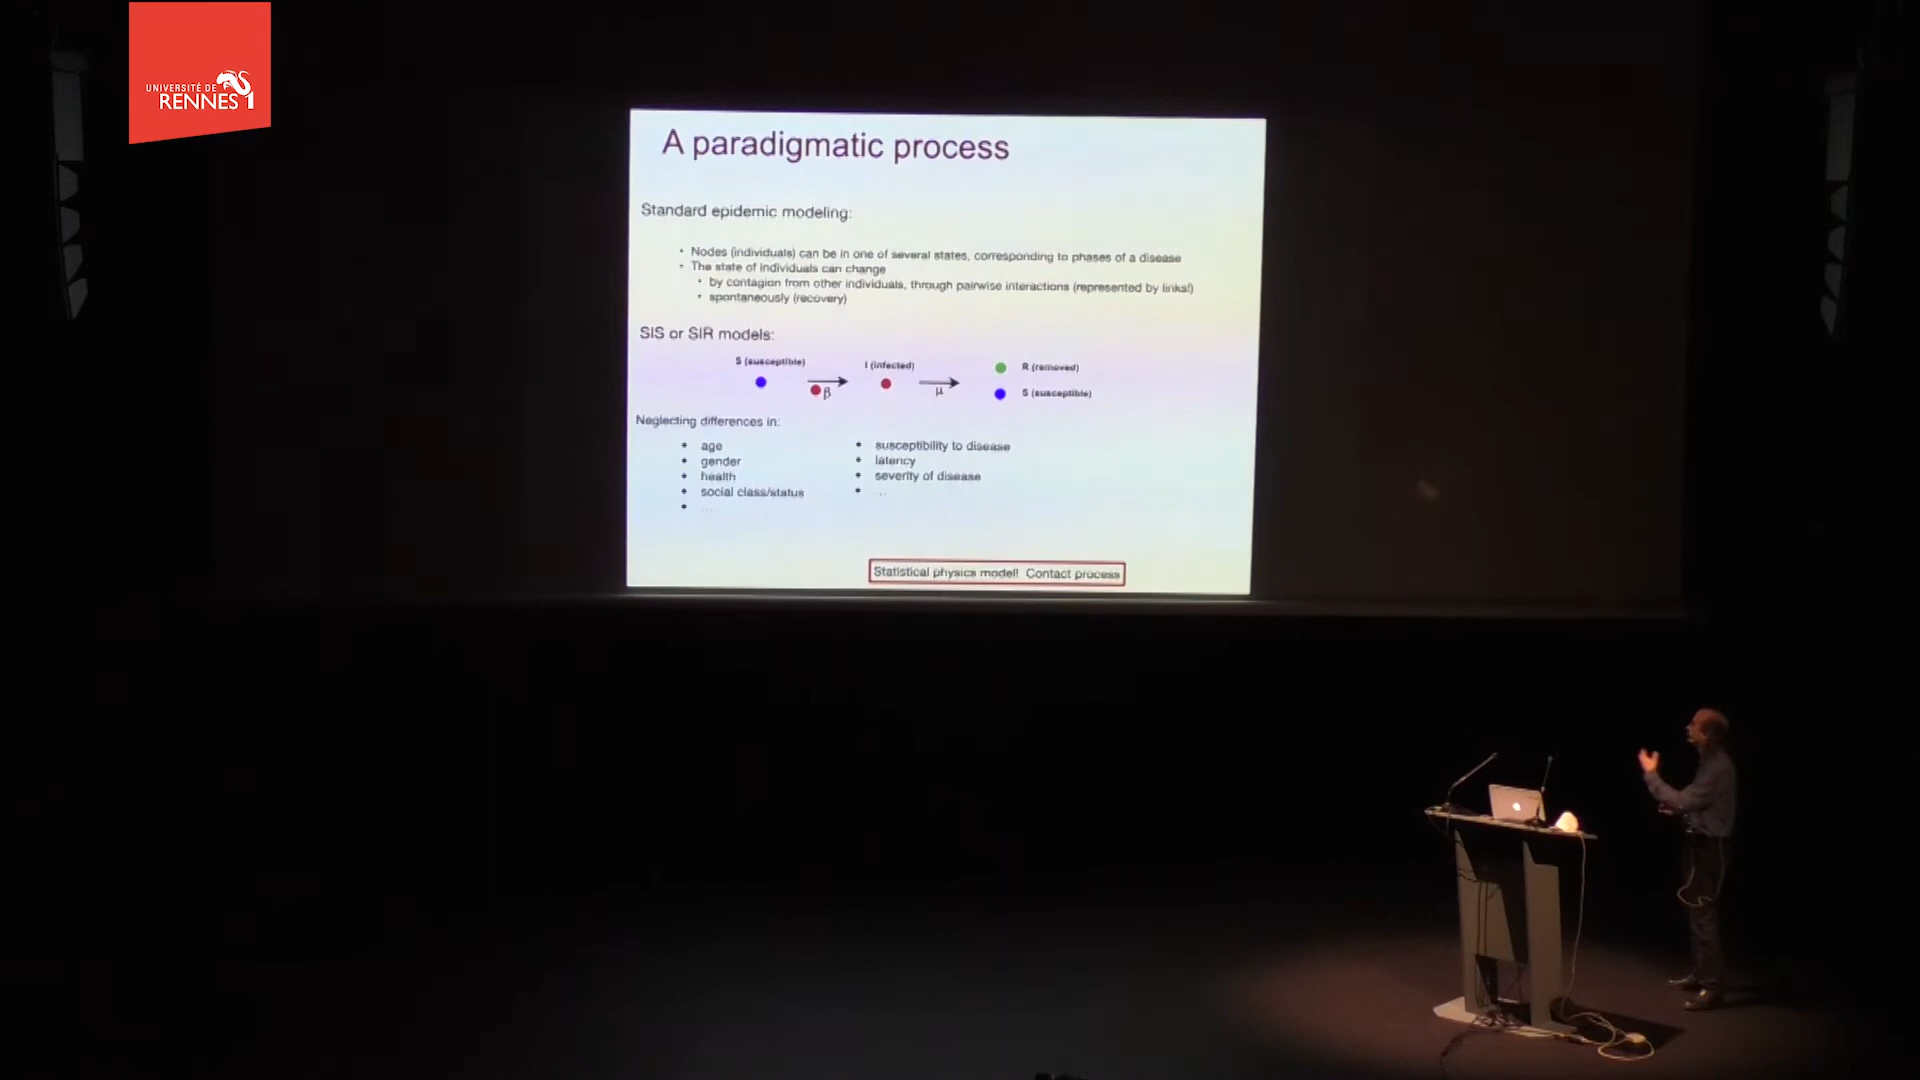 UNIVERSITÉ DE
RENNES 1
A paradigmatic process
Standard epidemic modeling:
• Nodes (individuals) can be in one of several states, corresponding to phases of a disease
• The state of individuals can change
• by contagion from other individuals, through pairwise interactions (represented by links!)
• spontaneously (recovery)
SIS or SIR models:
S (susceptible)
I (infected)
R (removed)
β
μ
S (susceptible)
Neglecting differences in:
• age
• gender
• health
• social class/status
• ...
• susceptibility to disease
• latency
• severity of disease
• ...
Statistical physics model! Contact process